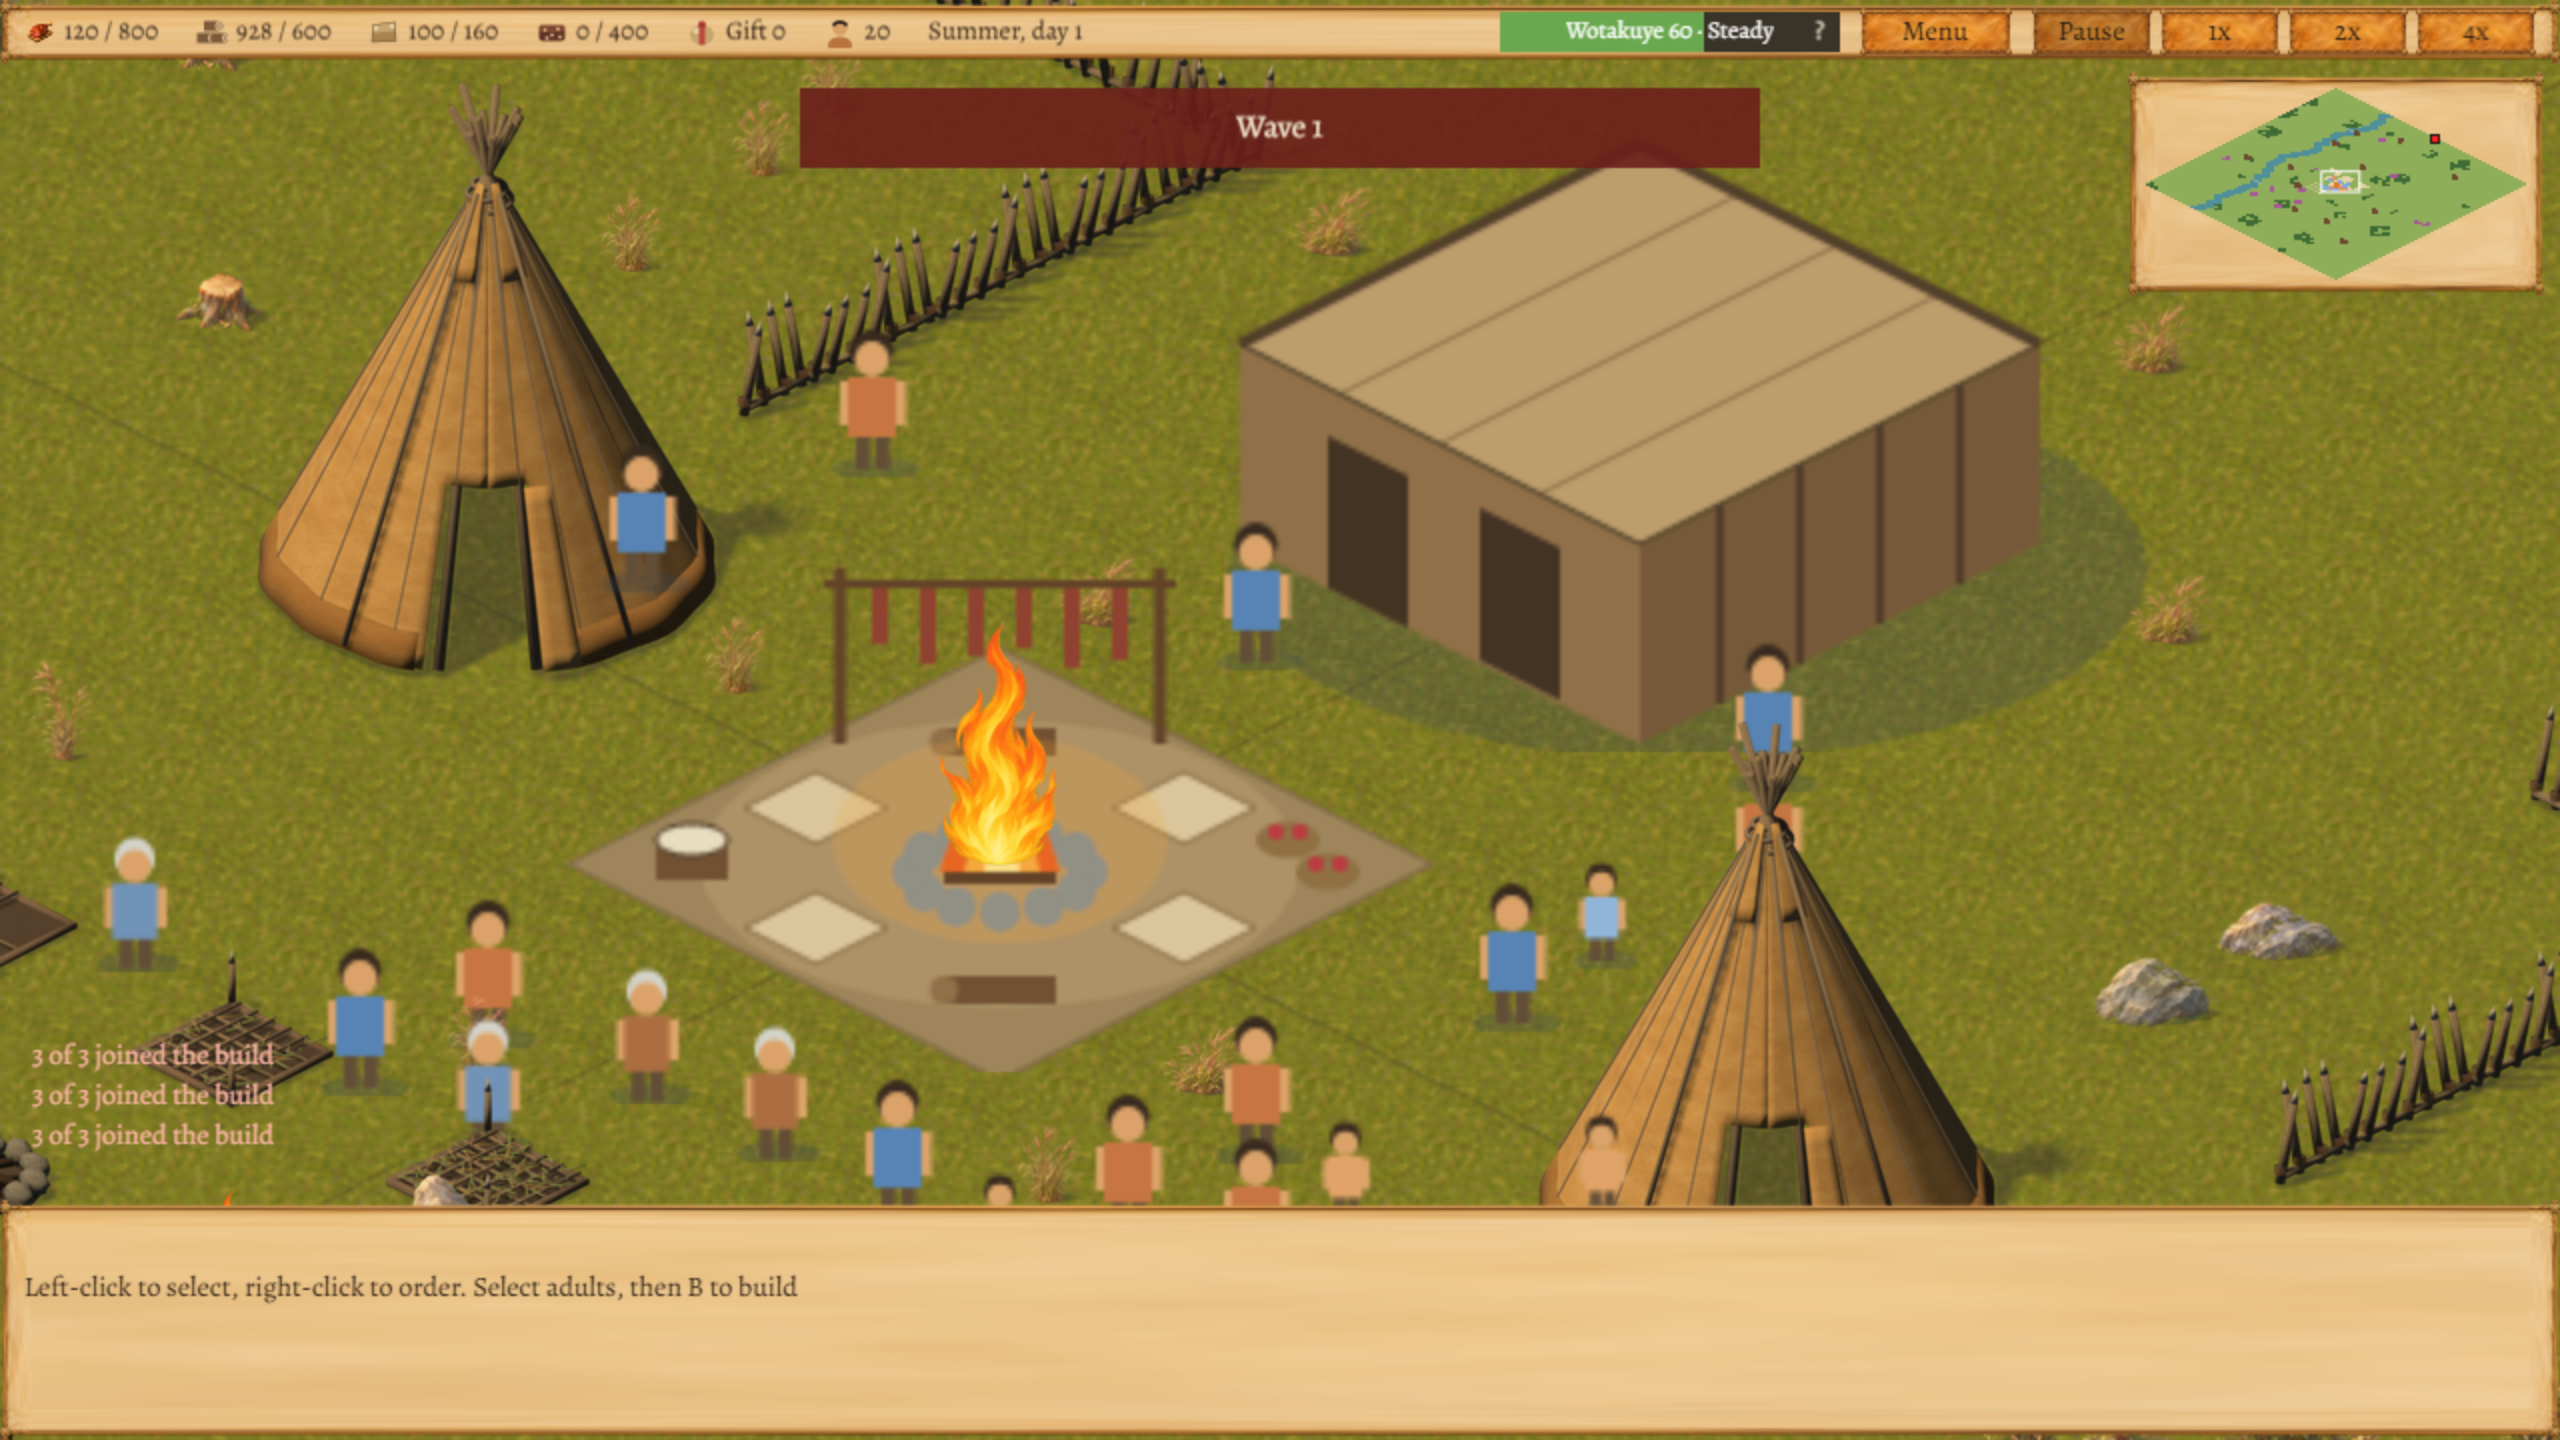 120 / 800 928 / 600 100 / 160 0 / 400 Gift 0 20 Summer, day 1 Wotakuye 60 · Steady ? Menu Pause 1x 2x 4x
Wave 1
3 of 3 joined the build
3 of 3 joined the build
3 of 3 joined the build
Left-click to select, right-click to order. Select adults, then B to build